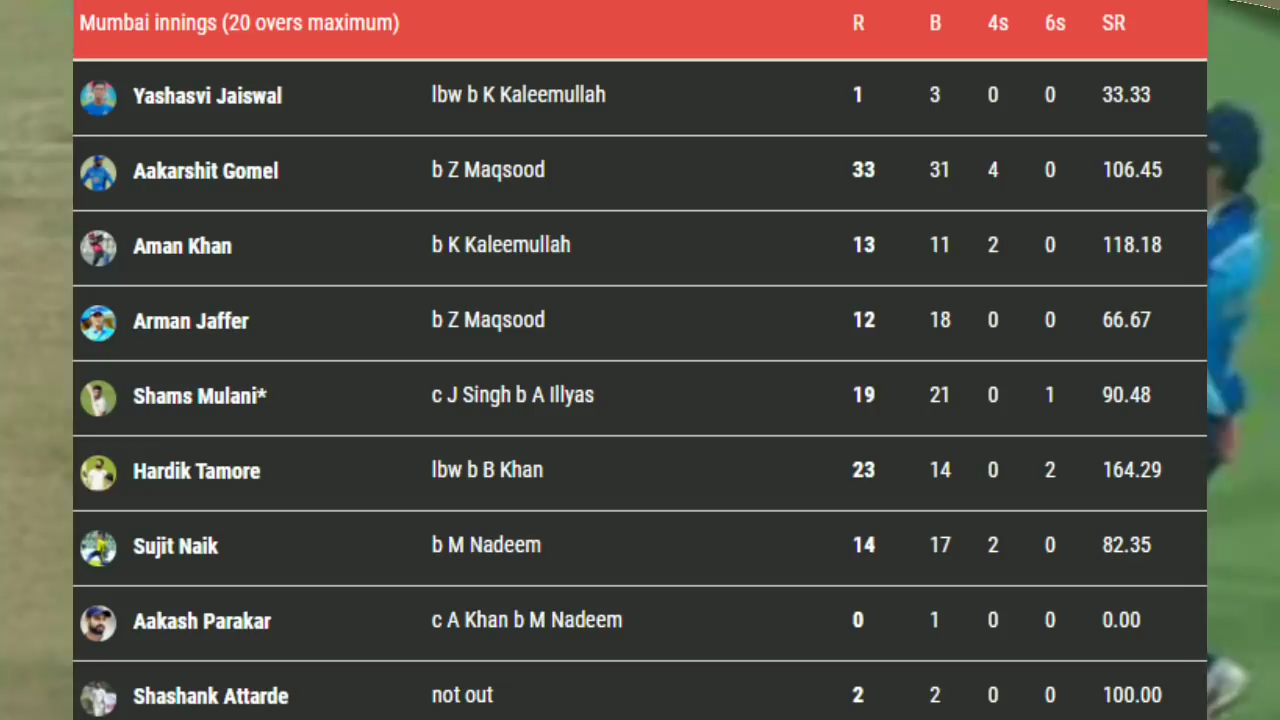 Mumbai innings (20 overs maximum) R B 4s 6s SR
Yashasvi Jaiswal lbw b K Kaleemullah 1 3 0 0 33.33
Aakarshit Gomel b Z Maqsood 33 31 4 0 106.45
Aman Khan b K Kaleemullah 13 11 2 0 118.18
Arman Jaffer b Z Maqsood 12 18 0 0 66.67
Shams Mulani* c J Singh b A Illyas 19 21 0 1 90.48
Hardik Tamore lbw b B Khan 23 14 0 2 164.29
Sujit Naik b M Nadeem 14 17 2 0 82.35
Aakash Parakar c A Khan b M Nadeem 0 1 0 0 0.00
Shashank Attarde not out 2 2 0 0 100.00